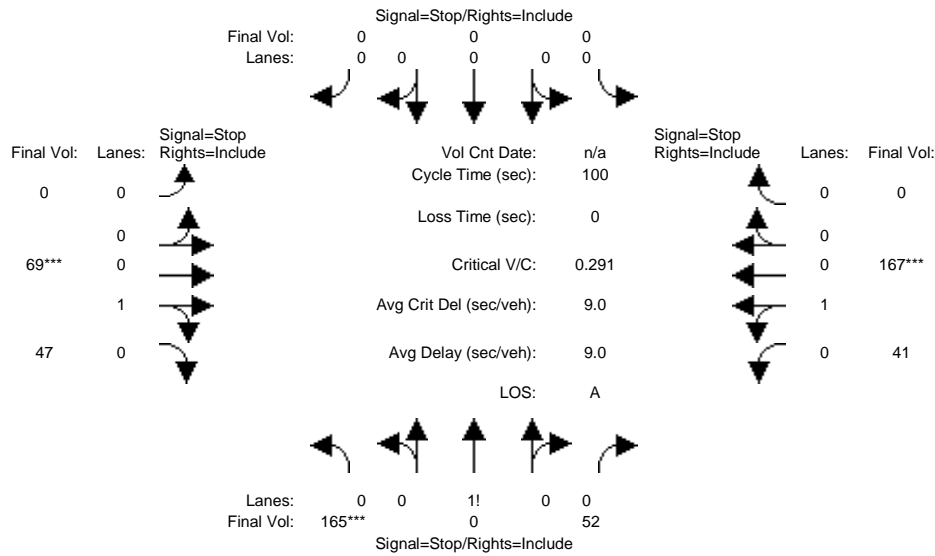 Signal=Stop/Rights=Include
Final Vol: 0 0 0
Lanes: 0 0 0 0 0
Signal=Stop
Final Vol: Lanes: Rights=Include
Vol Cnt Date: n/a
Signal=Stop
Rights=Include Lanes: Final Vol:
Cycle Time (sec): 100
0 0
0 0
Loss Time (sec): 0
0
0
69*** 0
Critical V/C: 0.291
0 167***
1
Avg Crit Del (sec/veh): 9.0
1
47 0
Avg Delay (sec/veh): 9.0
0 41
LOS: A
Lanes: 0 0 1! 0 0
Final Vol: 165*** 0 52
Signal=Stop/Rights=Include